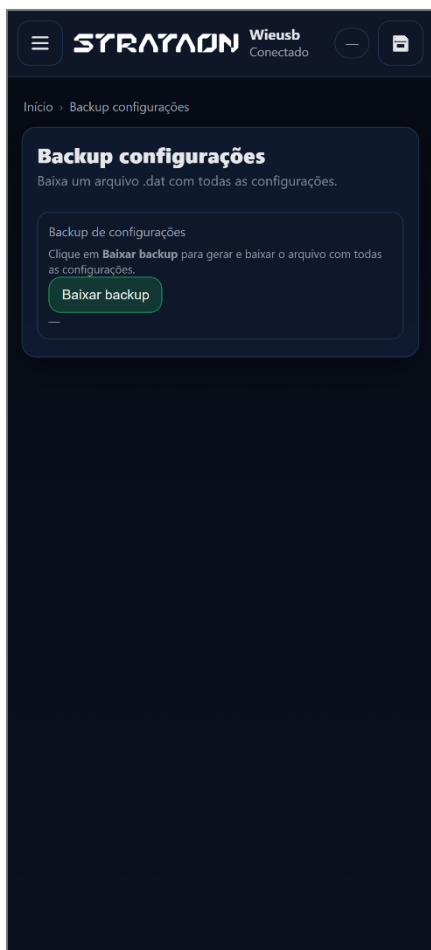 STRATAON
Wieusb
Conectado
—
Início › Backup configurações
Backup configurações
Baixa um arquivo .dat com todas as configurações.
Backup de configurações
Clique em Baixar backup para gerar e baixar o arquivo com todas
as configurações.
Baixar backup
—